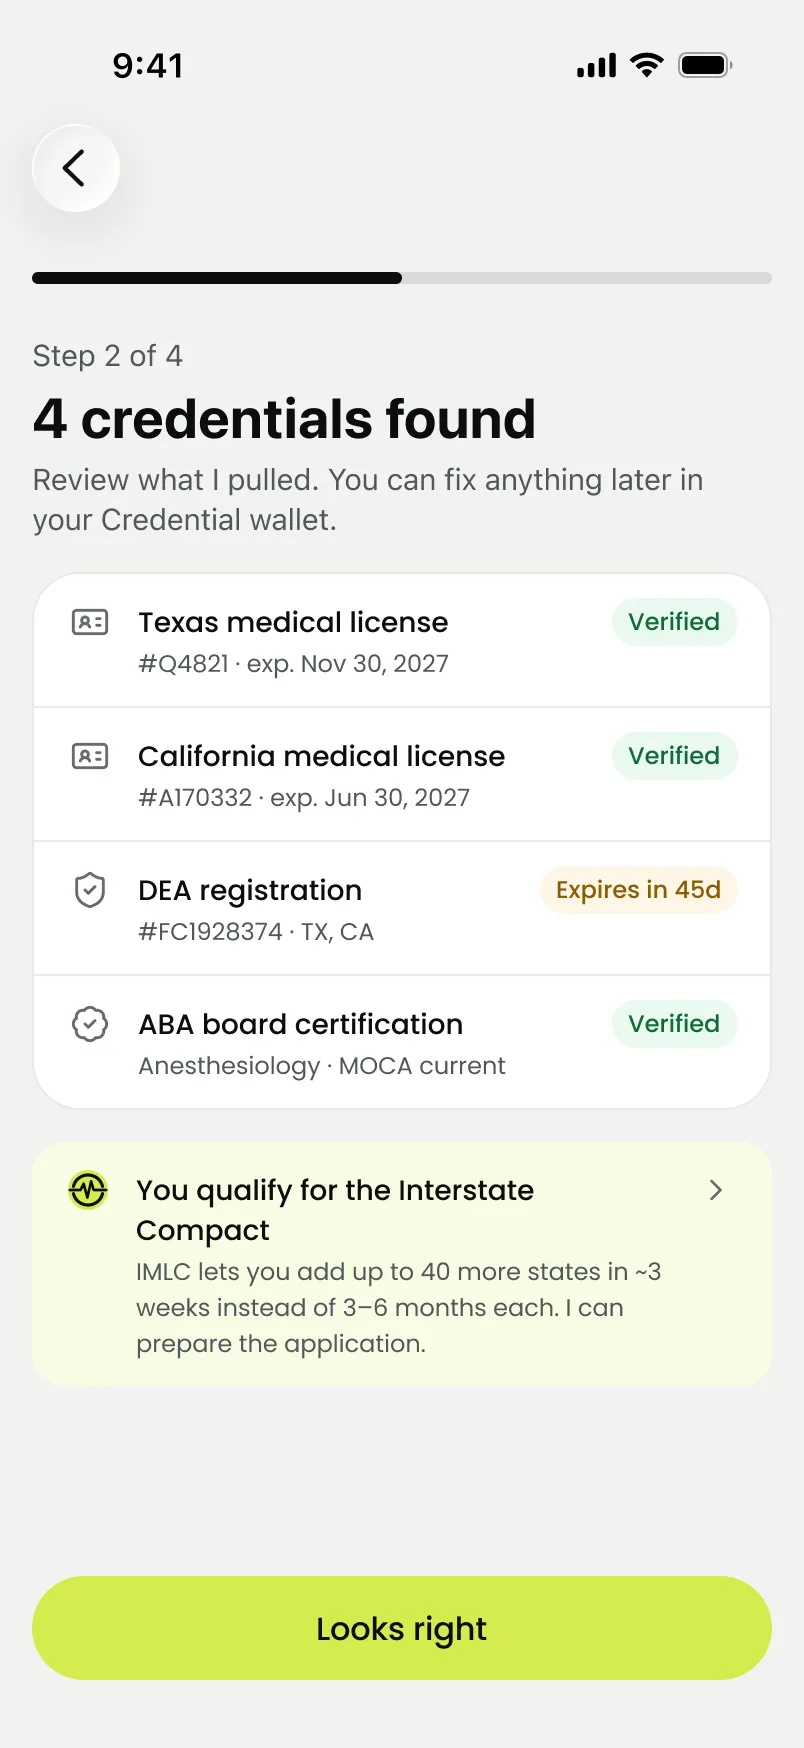 9:41
Step 2 of 4
4 credentials found
Review what I pulled. You can fix anything later in
your Credential wallet.
Texas medical license
Verified
#Q4821 · exp. Nov 30, 2027
California medical license
Verified
#A170332 · exp. Jun 30, 2027
DEA registration
Expires in 45d
#FC1928374 · TX, CA
ABA board certification
Verified
Anesthesiology · MOCA current
You qualify for the Interstate
Compact
IMLC lets you add up to 40 more states in ~3
weeks instead of 3–6 months each. I can
prepare the application.
Looks right